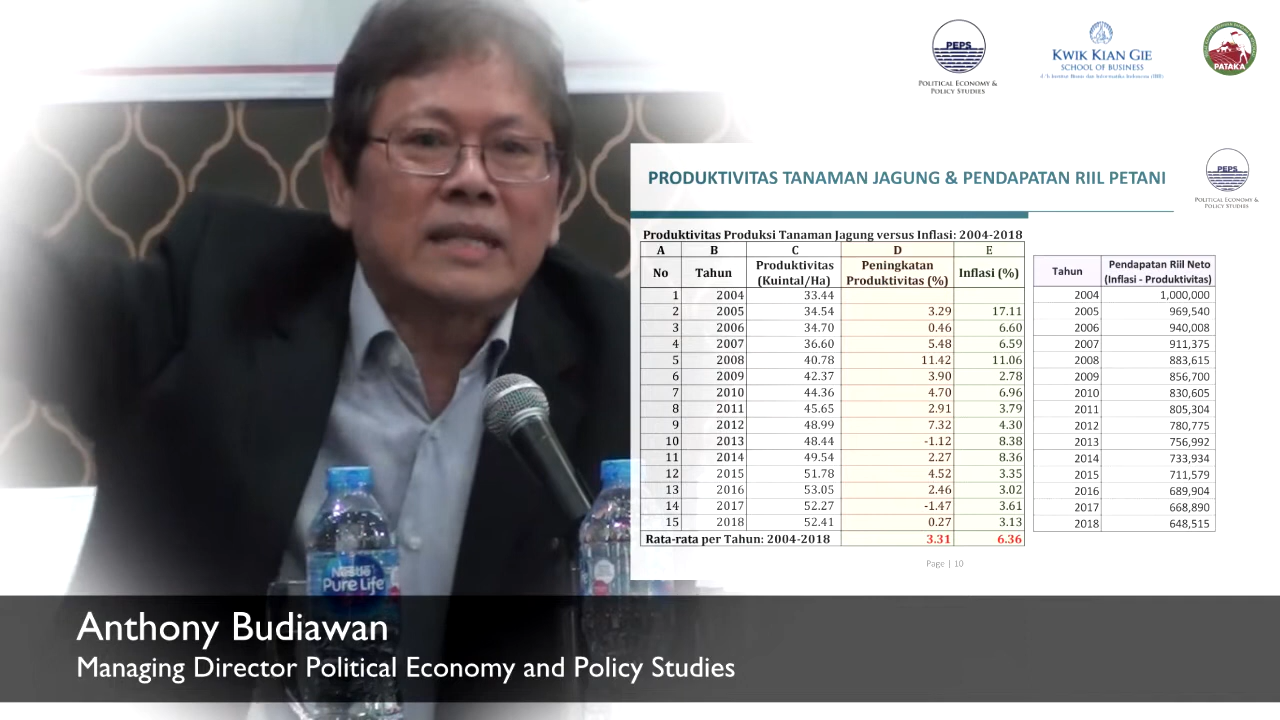 PEPS
POLITICAL ECONOMY &
POLICY STUDIES
KWIK KIAN GIE
SCHOOL OF BUSINESS
PATAKA
PRODUKTIVITAS TANAMAN JAGUNG & PENDAPATAN RIIL PETANI
PEPS
POLITICAL ECONOMY &
POLICY STUDIES
Produktivitas Produksi Tanaman Jagung versus Inflasi: 2004-2018
A B C D E
No Tahun Produktivitas (Kuintal/Ha) Peningkatan Produktivitas (%) Inflasi (%)
1 2004 33.44
2 2005 34.54 3.29 17.11
3 2006 34.70 0.46 6.60
4 2007 36.60 5.48 6.59
5 2008 40.78 11.42 11.06
6 2009 42.37 3.90 2.78
7 2010 44.36 4.70 6.96
8 2011 45.65 2.91 3.79
9 2012 48.99 7.32 4.30
10 2013 48.44 -1.12 8.38
11 2014 49.54 2.27 8.36
12 2015 51.78 4.52 3.35
13 2016 53.05 2.46 3.02
14 2017 52.27 -1.47 3.61
15 2018 52.41 0.27 3.13
Rata-rata per Tahun: 2004-2018 3.31 6.36
Tahun Pendapatan Riil Neto (Inflasi - Produktivitas)
2004 1,000,000
2005 969,540
2006 940,008
2007 911,375
2008 883,615
2009 856,700
2010 830,605
2011 805,304
2012 780,775
2013 756,992
2014 733,934
2015 711,579
2016 689,904
2017 668,890
2018 648,515
Page | 10
Nestlé
Pure Life
Anthony Budiawan
Managing Director Political Economy and Policy Studies